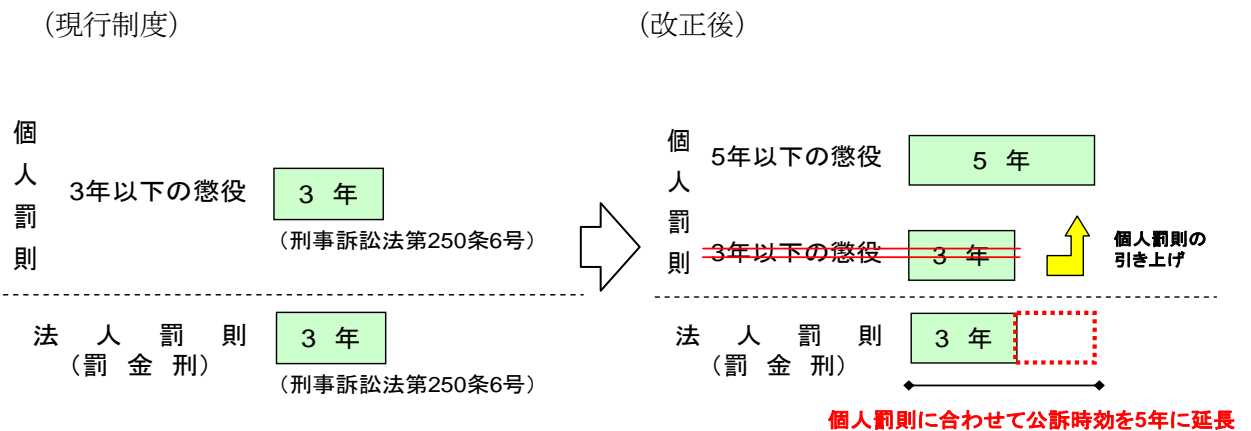 （現行制度）
個人罰則
3年以下の懲役
３ 年
（刑事訴訟法第250条6号）
法人罰則
（罰金刑）
３ 年
（刑事訴訟法第250条6号）
（改正後）
個人罰則
5年以下の懲役
５ 年
3年以下の懲役
３ 年
個人罰則の
引き上げ
法人罰則
（罰金刑）
３ 年
個人罰則に合わせて公訴時効を5年に延長